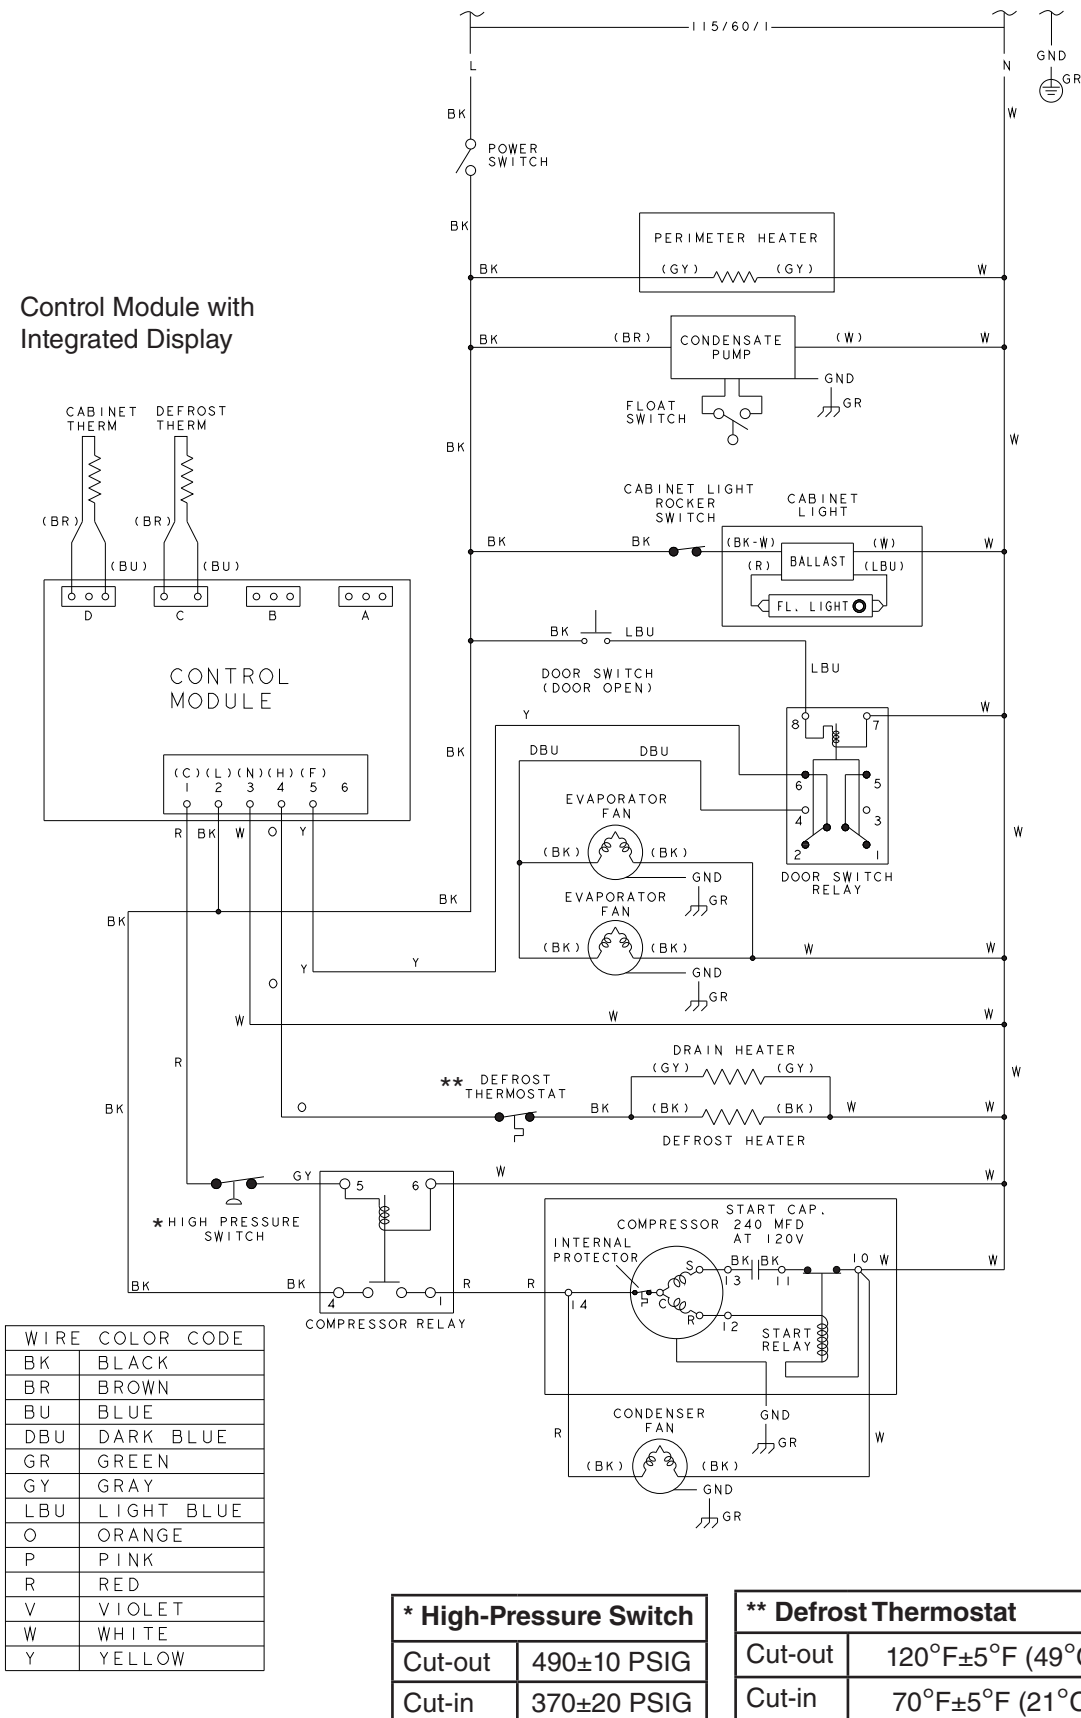 115/60/1
L
N
GND
GR
BK
W
POWER
SWITCH
BK
PERIMETER HEATER
BK
(GY)
(GY)
W
Control Module with
Integrated Display
BK
(BR)
CONDENSATE
PUMP
(W)
W
GND
GR
FLOAT
SWITCH
CABINET
THERM
DEFROST
THERM
BK
W
CABINET LIGHT
ROCKER
SWITCH
CABINET
LIGHT
(BR)
(BR)
BK
BK
(BK-W)
BALLAST
(W)
W
(R)
(LBU)
(BU)
(BU)
FL. LIGHT
D
C
B
A
BK
LBU
DOOR SWITCH
(DOOR OPEN)
LBU
CONTROL
MODULE
Y
W
8
7
BK
DBU
DBU
(C) (L) (N) (H) (F)
1 2 3 4 5 6
6
5
EVAPORATOR
FAN
4
3
R
BK
W
O
Y
W
(BK)
(BK)
2
1
GND
GR
DOOR SWITCH
RELAY
EVAPORATOR
FAN
BK
BK
(BK)
(BK)
W
W
Y
Y
GND
GR
O
W
W
W
DRAIN HEATER
R
(GY)
(GY)
W
** DEFROST
THERMOSTAT
BK
O
BK
(BK)
(BK)
W
W
DEFROST HEATER
GY
5
6
W
W
* HIGH PRESSURE
SWITCH
START CAP.
240 MFD
AT 120V
COMPRESSOR
INTERNAL
PROTECTOR
S
BK
BK
10
W
W
13
11
BK
BK
4
1
R
R
14
C
R
12
COMPRESSOR RELAY
START
RELAY
GND
GR
WIRE COLOR CODE
BK BLACK
BR BROWN
BU BLUE
DBU DARK BLUE
GR GREEN
GY GRAY
LBU LIGHT BLUE
O ORANGE
P PINK
R RED
V VIOLET
W WHITE
Y YELLOW
CONDENSER
FAN
R
W
(BK)
(BK)
GND
GR
* High-Pressure Switch
Cut-out 490±10 PSIG
Cut-in 370±20 PSIG
** Defrost Thermostat
Cut-out 120°F±5°F (49°
Cut-in 70°F±5°F (21°